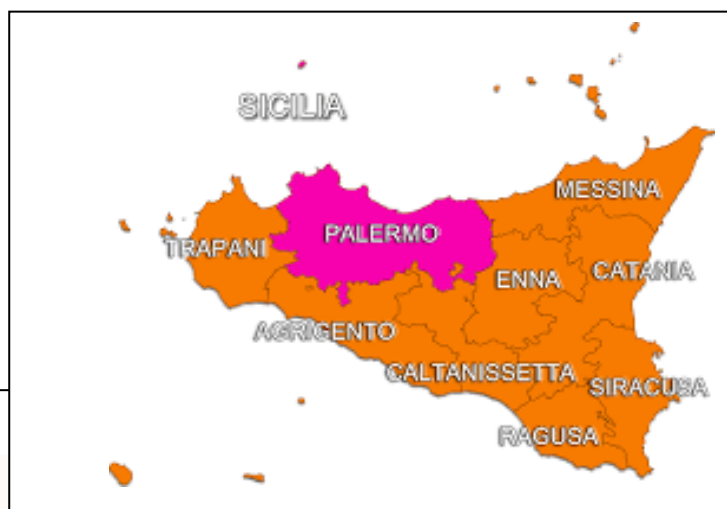 SICILIA
MESSINA
PALERMO
TRAPANI
CATANIA
ENNA
AGRIGENTO
CALTANISSETTA
SIRACUSA
RAGUSA